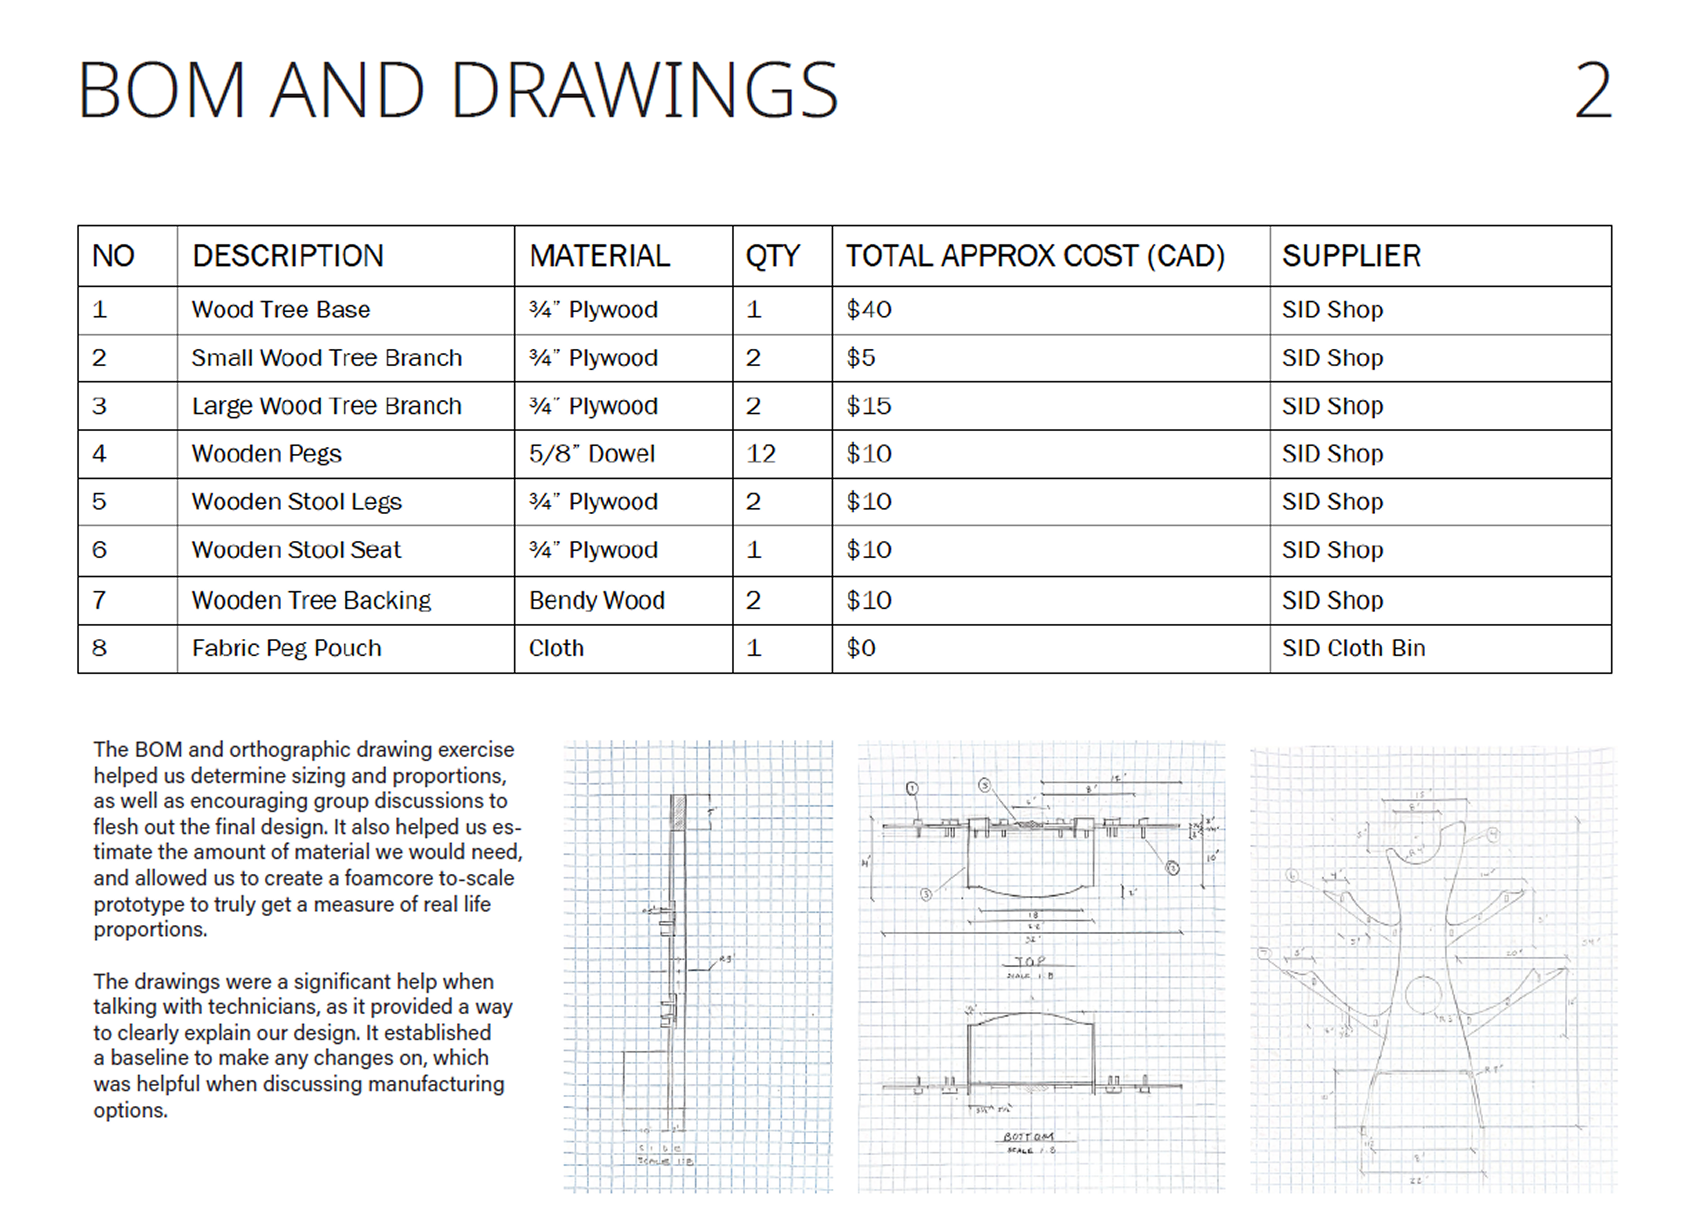 BOM AND DRAWINGS 2
NO DESCRIPTION MATERIAL QTY TOTAL APPROX COST (CAD) SUPPLIER
1 Wood Tree Base ¾” Plywood 1 $40 SID Shop
2 Small Wood Tree Branch ¾” Plywood 2 $5 SID Shop
3 Large Wood Tree Branch ¾” Plywood 2 $15 SID Shop
4 Wooden Pegs 5/8” Dowel 12 $10 SID Shop
5 Wooden Stool Legs ¾” Plywood 2 $10 SID Shop
6 Wooden Stool Seat ¾” Plywood 1 $10 SID Shop
7 Wooden Tree Backing Bendy Wood 2 $10 SID Shop
8 Fabric Peg Pouch Cloth 1 $0 SID Cloth Bin
The BOM and orthographic drawing exercise
helped us determine sizing and proportions,
as well as encouraging group discussions to
flesh out the final design. It also helped us es-
timate the amount of material we would need,
and allowed us to create a foamcore to-scale
prototype to truly get a measure of real life
proportions.
The drawings were a significant help when
talking with technicians, as it provided a way
to clearly explain our design. It established
a baseline to make any changes on, which
was helpful when discussing manufacturing
options.
SIDE
SCALE 1:8
12'
8'
18
22'
32'
TOP
SCALE 1:8
BOTTOM
SCALE 1:8
15'
8'
22'